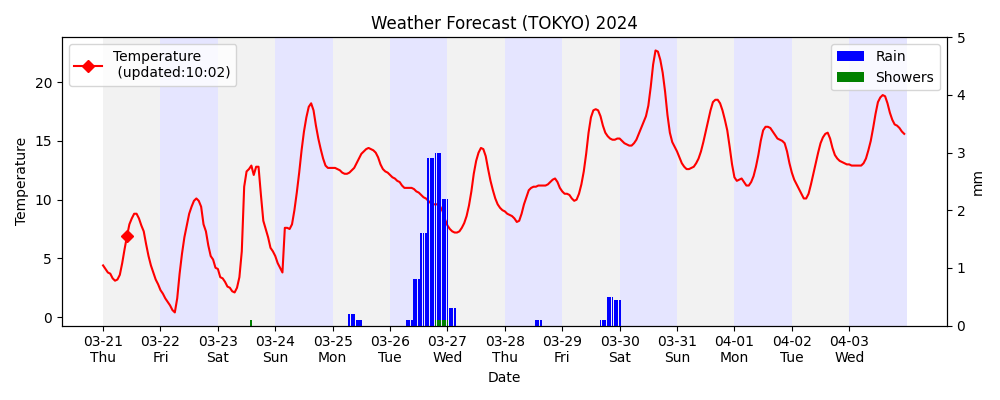 Weather Forecast (TOKYO) 2024
Temperature
(updated:10:02)
Rain
Showers
Temperature
20
15
10
5
0
5
4
3
2
1
0
mm
03-21 03-22 03-23 03-24 03-25 03-26 03-27 03-28 03-29 03-30 03-31 04-01 04-02 04-03
Thu Fri Sat Sun Mon Tue Wed Thu Fri Sat Sun Mon Tue Wed
Date